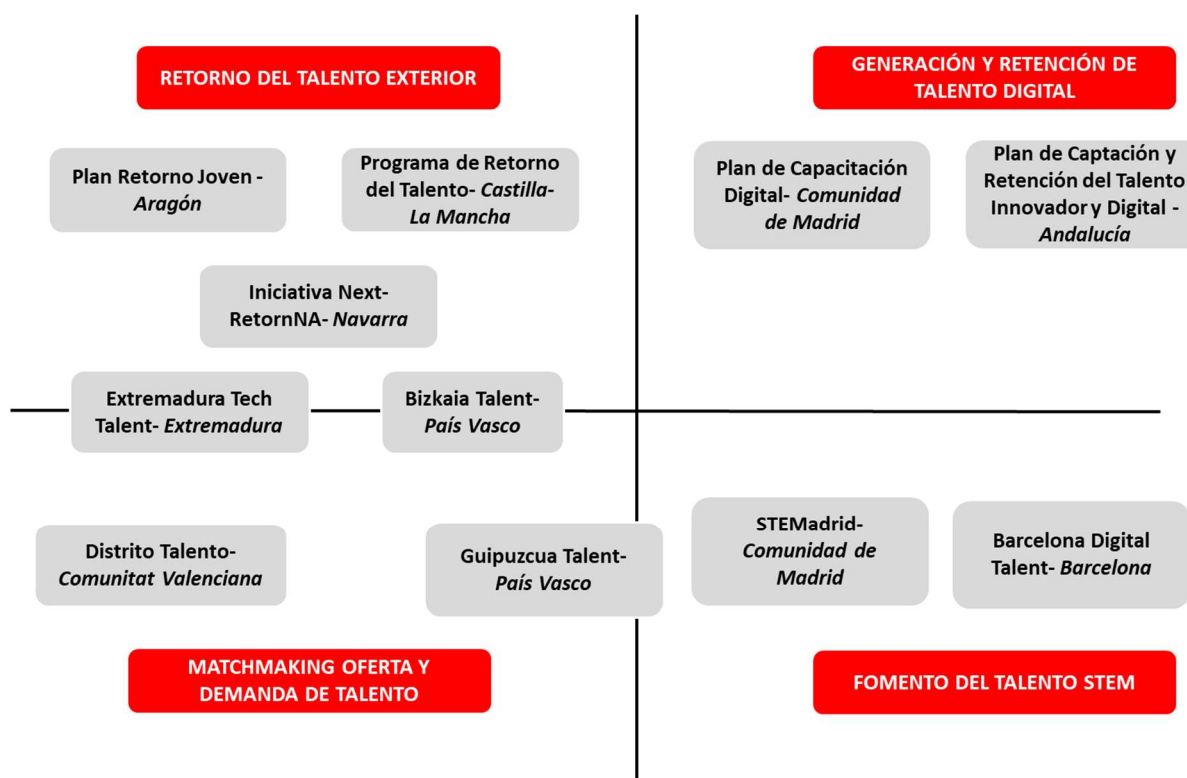 RETORNO DEL TALENTO EXTERIOR
GENERACIÓN Y RETENCIÓN DE
TALENTO DIGITAL
Plan Retorno Joven -
Aragón
Programa de Retorno
del Talento- Castilla-
La Mancha
Plan de Capacitación
Digital- Comunidad
de Madrid
Plan de Captación y
Retención del Talento
Innovador y Digital -
Andalucía
Iniciativa Next-
RetornNA- Navarra
Extremadura Tech
Talent- Extremadura
Bizkaia Talent-
País Vasco
Distrito Talento-
Comunitat Valenciana
Guipuzcua Talent-
País Vasco
STEMadrid-
Comunidad de
Madrid
Barcelona Digital
Talent- Barcelona
MATCHMAKING OFERTA Y
DEMANDA DE TALENTO
FOMENTO DEL TALENTO STEM